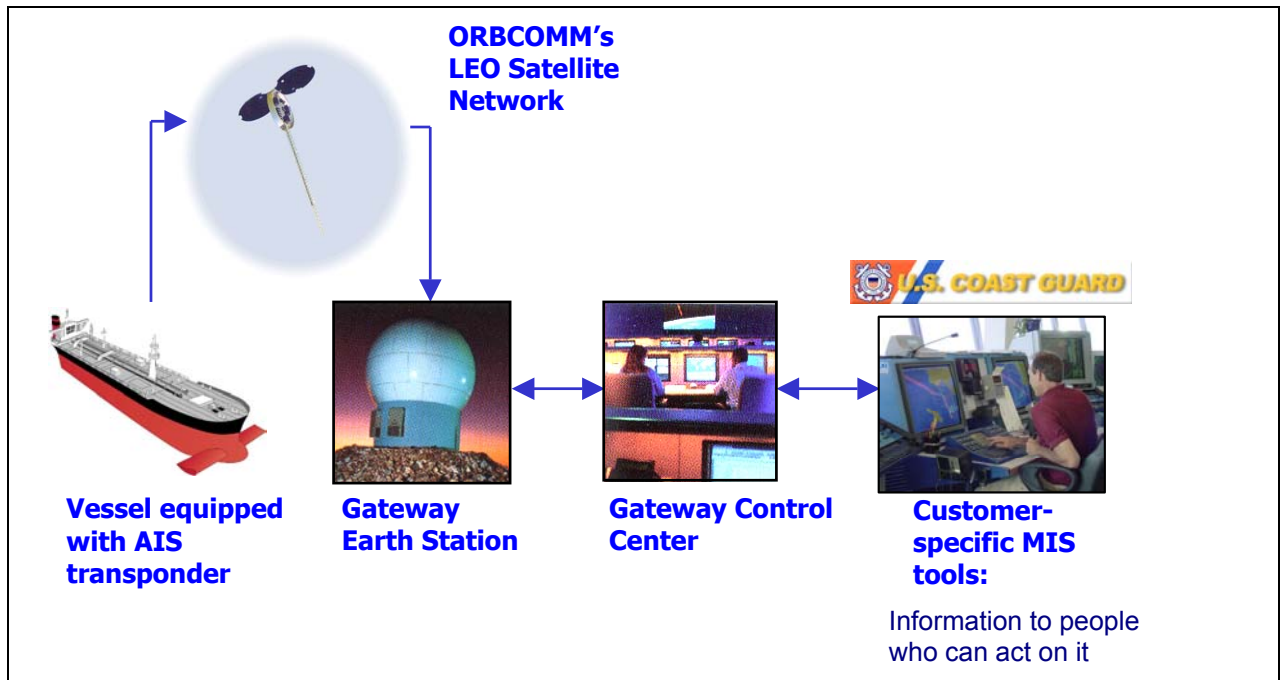 ORBCOMM's
LEO Satellite
Network
U.S. COAST GUARD
Vessel equipped
with AIS
transponder
Gateway
Earth Station
Gateway Control
Center
Customer-
specific MIS
tools:
Information to people
who can act on it